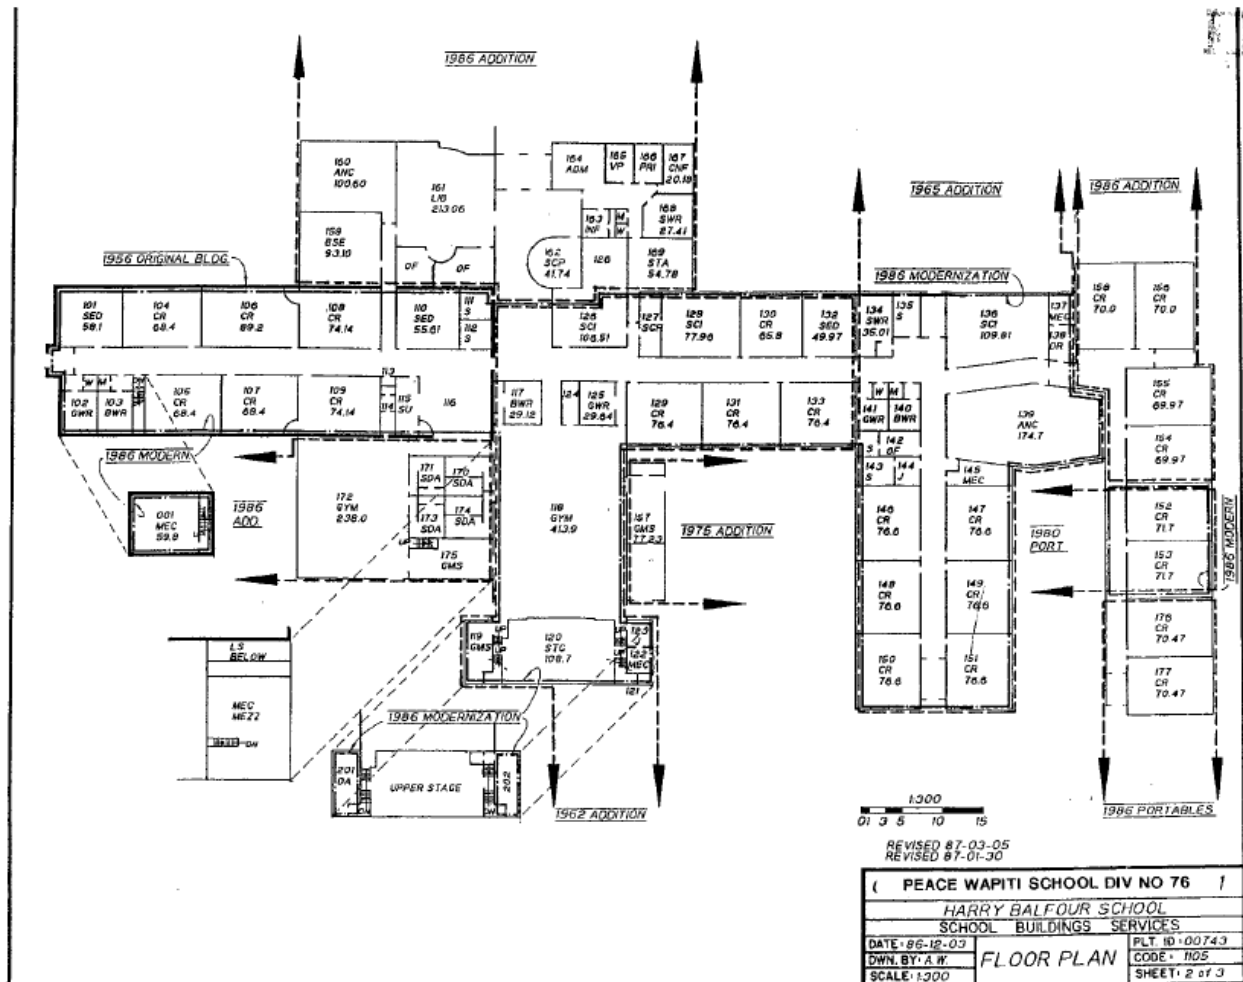 1986 ADDITION
160
ANC
100.60
161
LIB
213.06
164
ADM
165
VP
166
PRI
167
CNF
20.19
1965 ADDITION
1986 ADDITION
159
BSE
93.10
163
INF
M
W
168
SWR
27.41
162
SCP
41.74
126
169
STA
54.78
OF
OF
1956 ORIGINAL BLDG.
1986 MODERNIZATION
101
SED
58.1
104
CR
68.4
106
CR
89.2
108
CR
74.14
110
SED
55.61
111
S
112
S
SCI
106.51
127
SCP
SCI
77.96
130
CR
65.8
132
SED
49.97
134
SWR
35.01
135
S
136
SCI
109.81
137
MEC
138
DR
158
CR
70.0
156
CR
70.0
W
M
102
GWR
103
BWR
105
CR
68.4
107
CR
68.4
109
CR
74.14
113
114
115
SU
116
117
BWR
29.12
124
125
GWR
29.64
129
CR
76.4
131
CR
76.4
133
CR
76.4
W
M
141
GWR
140
BWR
139
ANC
174.7
155
CR
69.97
154
CR
69.97
142
OF
S
143
S
144
J
145
MEC
1986 MODERN
001
MEC
59.8
1986
ADD.
172
GYM
238.0
171
SDA
170
SDA
173
SDA
174
SDA
UP
175
GMS
118
GYM
413.9
157
GMS
77.23
1975 ADDITION
146
CR
76.6
147
CR
76.6
1980
PORT.
152
CR
71.7
153
CR
71.7
1986 MODERN
148
CR
76.6
149
CR
76.6
150
CR
76.6
151
CR
76.6
176
CR
70.47
177
CR
70.47
LS
BELOW
MEC
MEZZ
DN
119
GMS
UP
UP
120
STG
108.7
UP
UP
123
122
MEC
121
1986 MODERNIZATION
201
DA
UPPER STAGE
202
1962 ADDITION
1986 PORTABLES
1:300
01 3 5 10 15
REVISED 87-03-05
REVISED 87-01-30
( PEACE WAPITI SCHOOL DIV NO 76 1
HARRY BALFOUR SCHOOL
SCHOOL BUILDINGS SERVICES
DATE: 86-12-03
DWN. BY: A.W.
SCALE: 1:300
FLOOR PLAN
PLT. ID: 00743
CODE: 1105
SHEET: 2 of 3